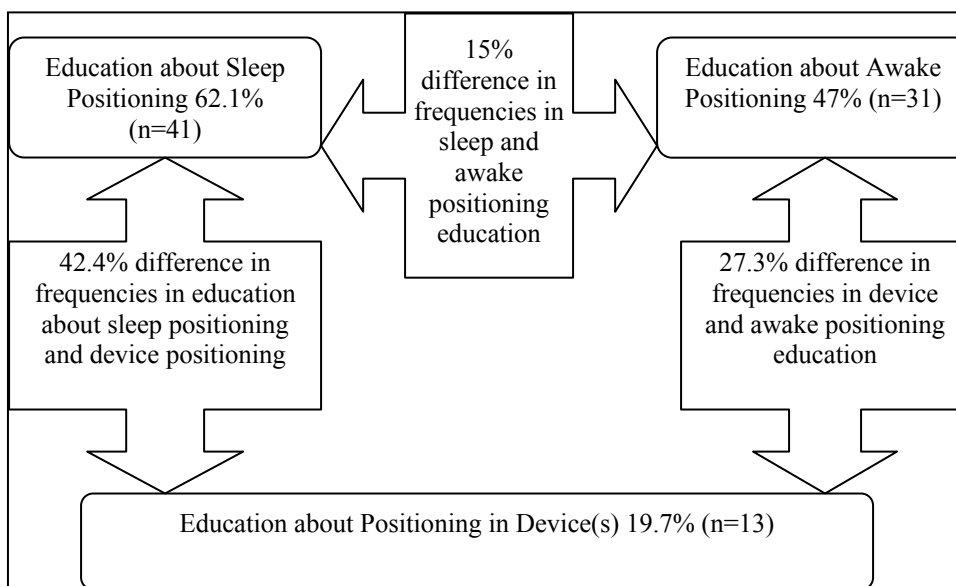 Education about Sleep
Positioning 62.1%
(n=41)
15%
difference in
frequencies in
sleep and
awake
positioning
education
Education about Awake
Positioning 47% (n=31)
42.4% difference in
frequencies in education
about sleep positioning
and device positioning
27.3% difference in
frequencies in device
and awake positioning
education
Education about Positioning in Device(s) 19.7% (n=13)